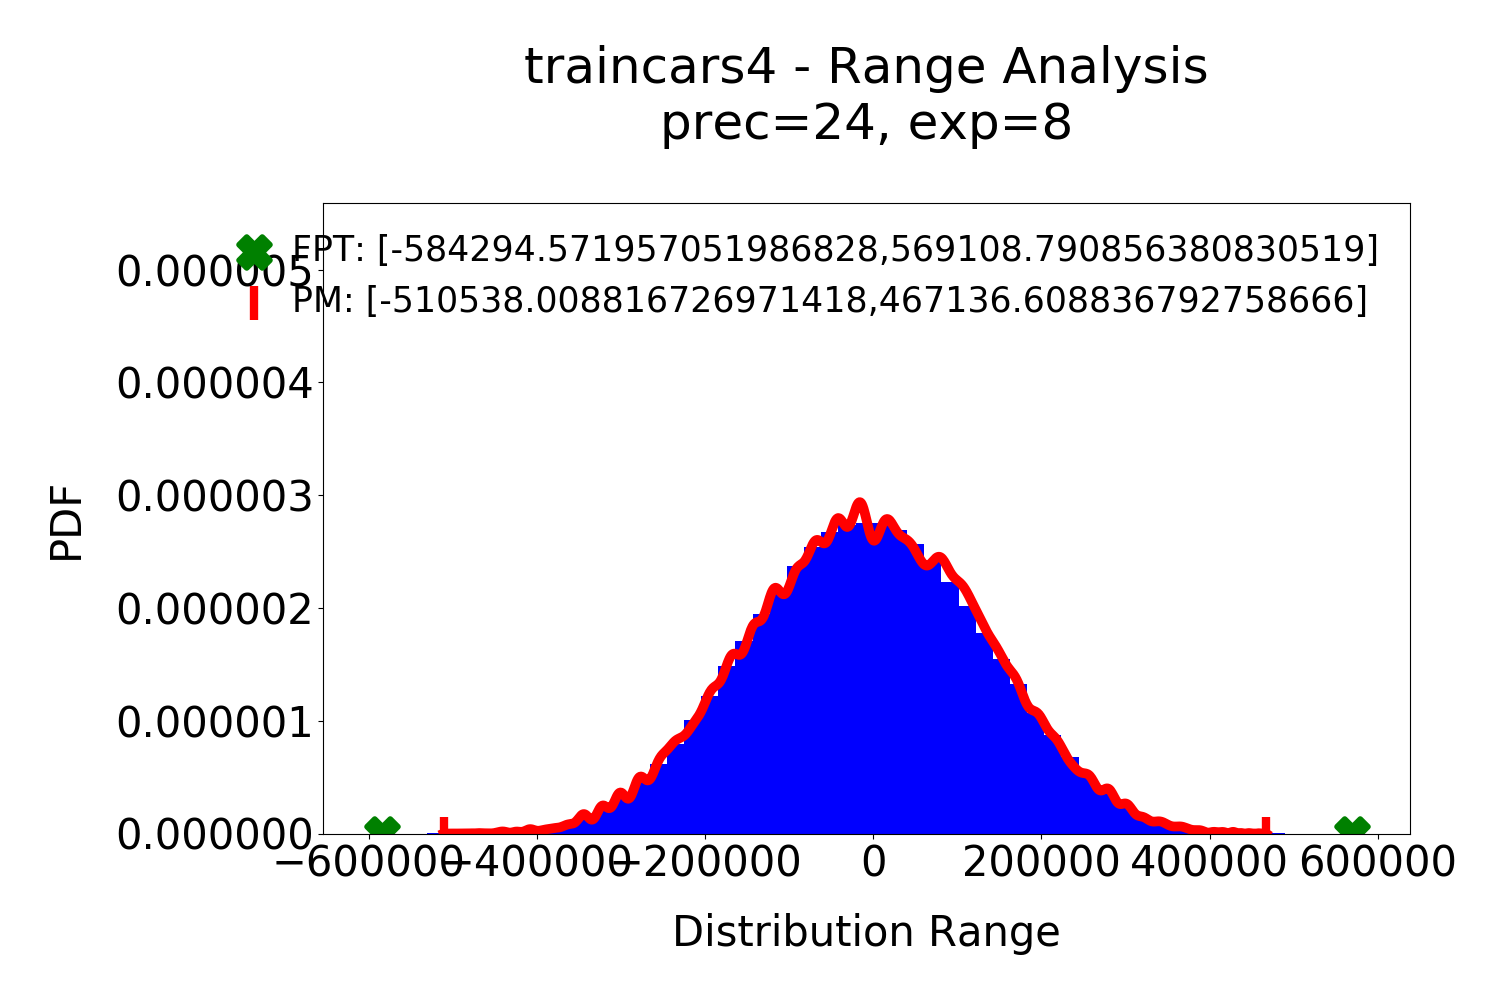 traincars4 - Range Analysis
prec=24, exp=8
FPT: [-584294.571957051986828,569108.790856380830519]
PM: [-510538.008816726971418,467136.608836792758666]
0.000005
0.000004
0.000003
0.000002
0.000001
0.000000
PDF
−600000 −400000 −200000 0 200000 400000 600000
Distribution Range